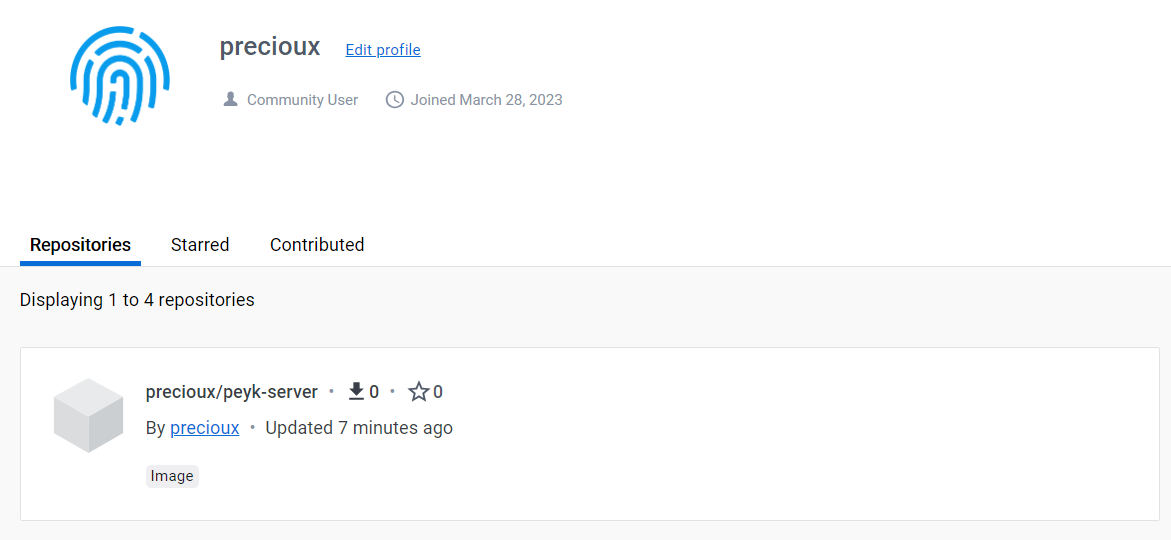 precioux Edit profile
Community User Joined March 28, 2023
Repositories Starred Contributed
Displaying 1 to 4 repositories
precioux/peyk-server • 0 • 0
By precioux • Updated 7 minutes ago
Image